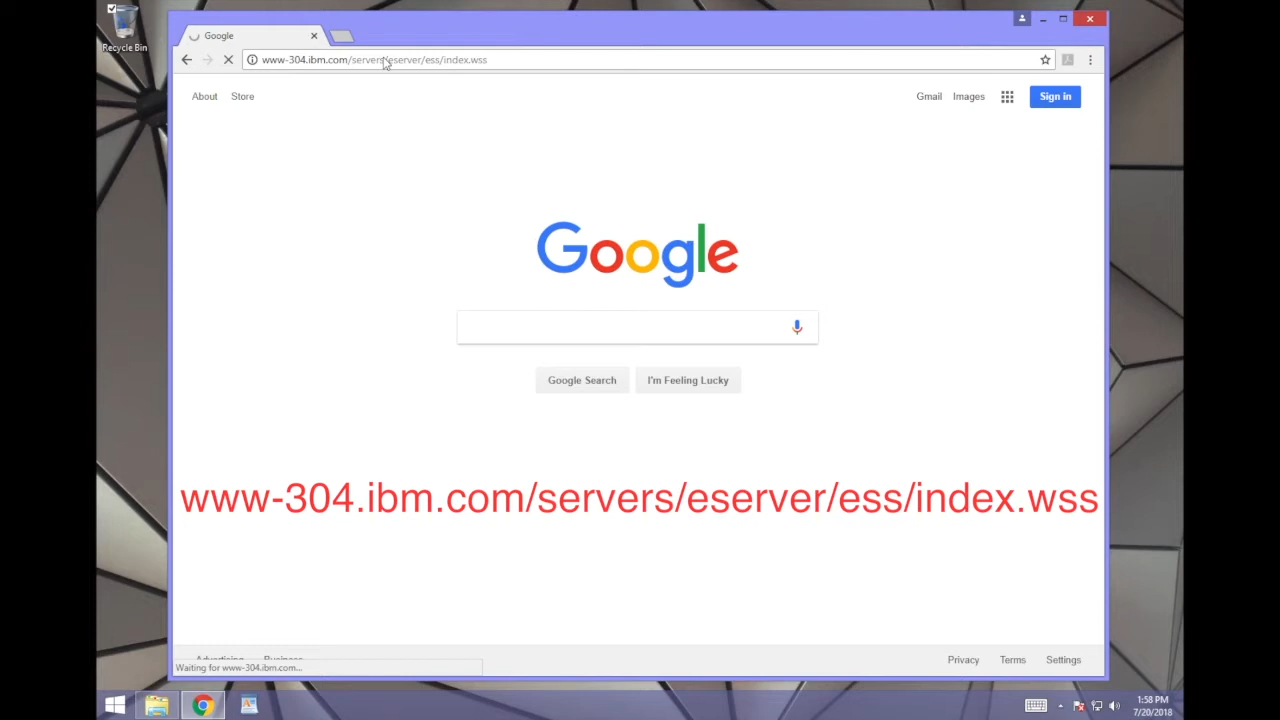 Recycle Bin
Google
www-304.ibm.com/servers/eserver/ess/index.wss
About Store
Gmail Images Sign in
Google
Google Search I'm Feeling Lucky
www-304.ibm.com/servers/eserver/ess/index.wss
Advertising Business
Privacy Terms Settings
Waiting for www-304.ibm.com...
1:58 PM
7/20/2018